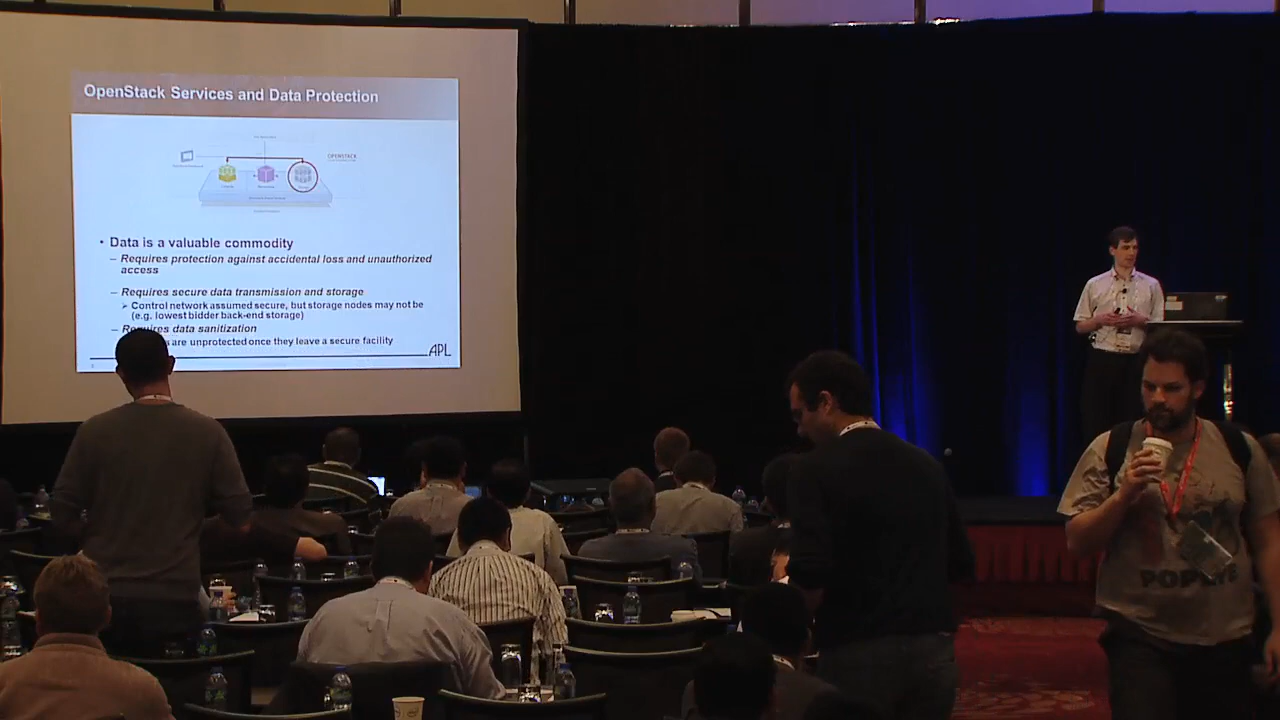 OpenStack Services and Data Protection
OPENSTACK
• Data is a valuable commodity
– Requires protection against accidental loss and unauthorized
access
– Requires secure data transmission and storage
➢ Control network assumed secure, but storage nodes may not be
(e.g. lowest bidder back-end storage)
– Requires data sanitization
are unprotected once they leave a secure facility
APL
POPEYE